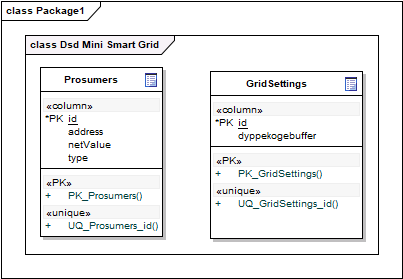 class Package1
class Dsd Mini Smart Grid
Prosumers
«column»
*PK id
address
netValue
type
«PK»
+ PK_Prosumers()
«unique»
+ UQ_Prosumers_id()
GridSettings
«column»
*PK id
dyppekogebuffer
«PK»
+ PK_GridSettings()
«unique»
+ UQ_GridSettings_id()